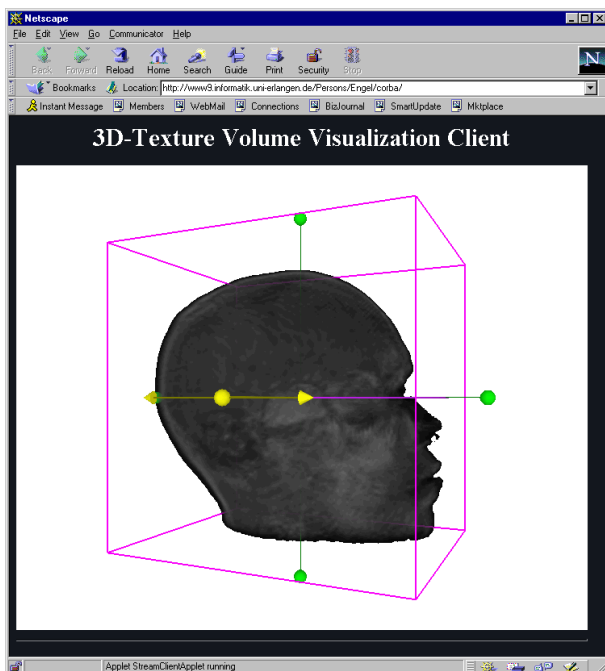 Netscape
File Edit View Go Communicator Help
Back Forward Reload Home Search Guide Print Security Stop
N
Bookmarks Location: http://www9.informatik.uni-erlangen.de/Persons/Engel/corba/
Instant Message Members WebMail Connections BizJournal SmartUpdate Mktplace
3D-Texture Volume Visualization Client
Applet StreamClientApplet running